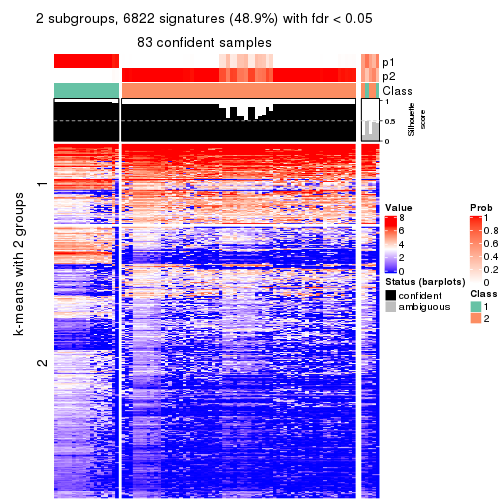 2 subgroups, 6822 signatures (48.9%) with fdr < 0.05
83 confident samples
p1
p2
Class
1
0.5
0
Silhouette
score
k-means with 2 groups
1
2
Value
8
6
4
2
0
Prob
1
0.8
0.6
0.4
0.2
0
Status (barplots)
confident
ambiguous
Class
1
2